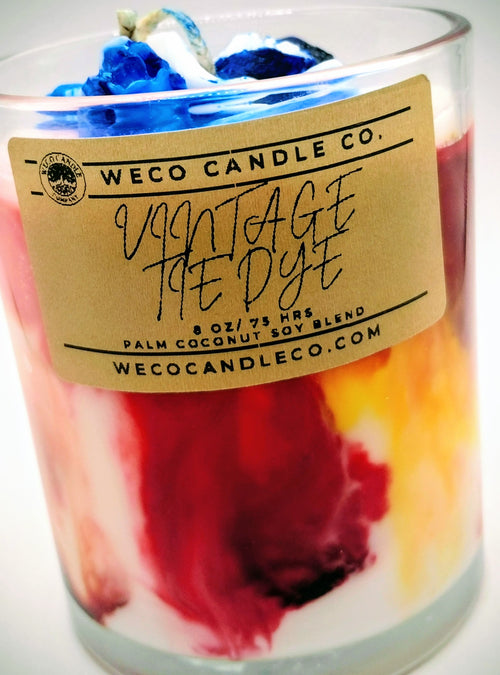 WECO CANDLE CO.
VINTAGE
TIE DYE
8 OZ/ 75 HRS
PALM COCONUT SOY BLEND
WECOCANDLECO.COM